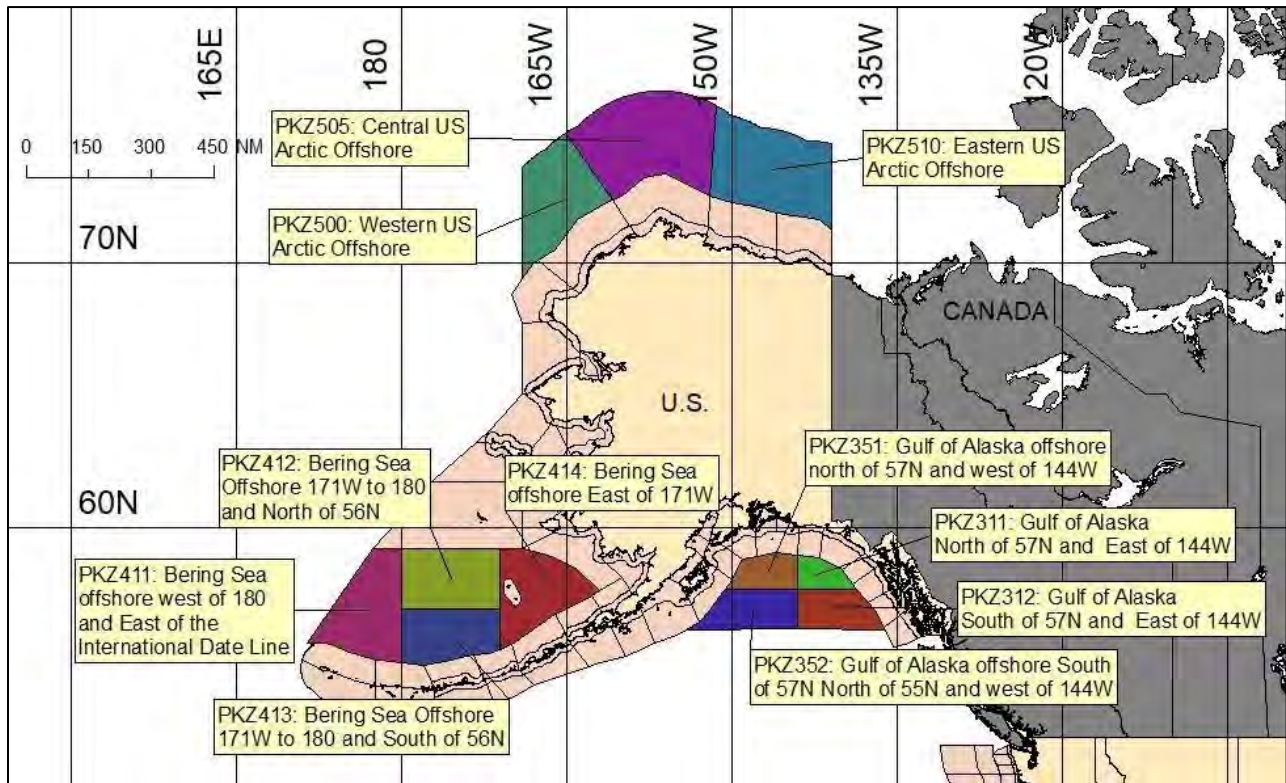 165E
180
165W
150W
135W
120W
PKZ505: Central US
Arctic Offshore
0 150 300 450 NM
PKZ510: Eastern US
Arctic Offshore
PKZ500: Western US
Arctic Offshore
70N
CANADA
U.S.
PKZ412: Bering Sea
Offshore 171W to 180
and North of 56N
PKZ414: Bering Sea
offshore East of 171W
PKZ351: Gulf of Alaska offshore
north of 57N and west of 144W
60N
PKZ311: Gulf of Alaska
North of 57N and East of 144W
PKZ411: Bering Sea
offshore west of 180
and East of the
International Date Line
PKZ312: Gulf of Alaska
South of 57N and East of 144W
PKZ352: Gulf of Alaska offshore South
of 57N North of 55N and west of 144W
PKZ413: Bering Sea Offshore
171W to 180 and South of 56N